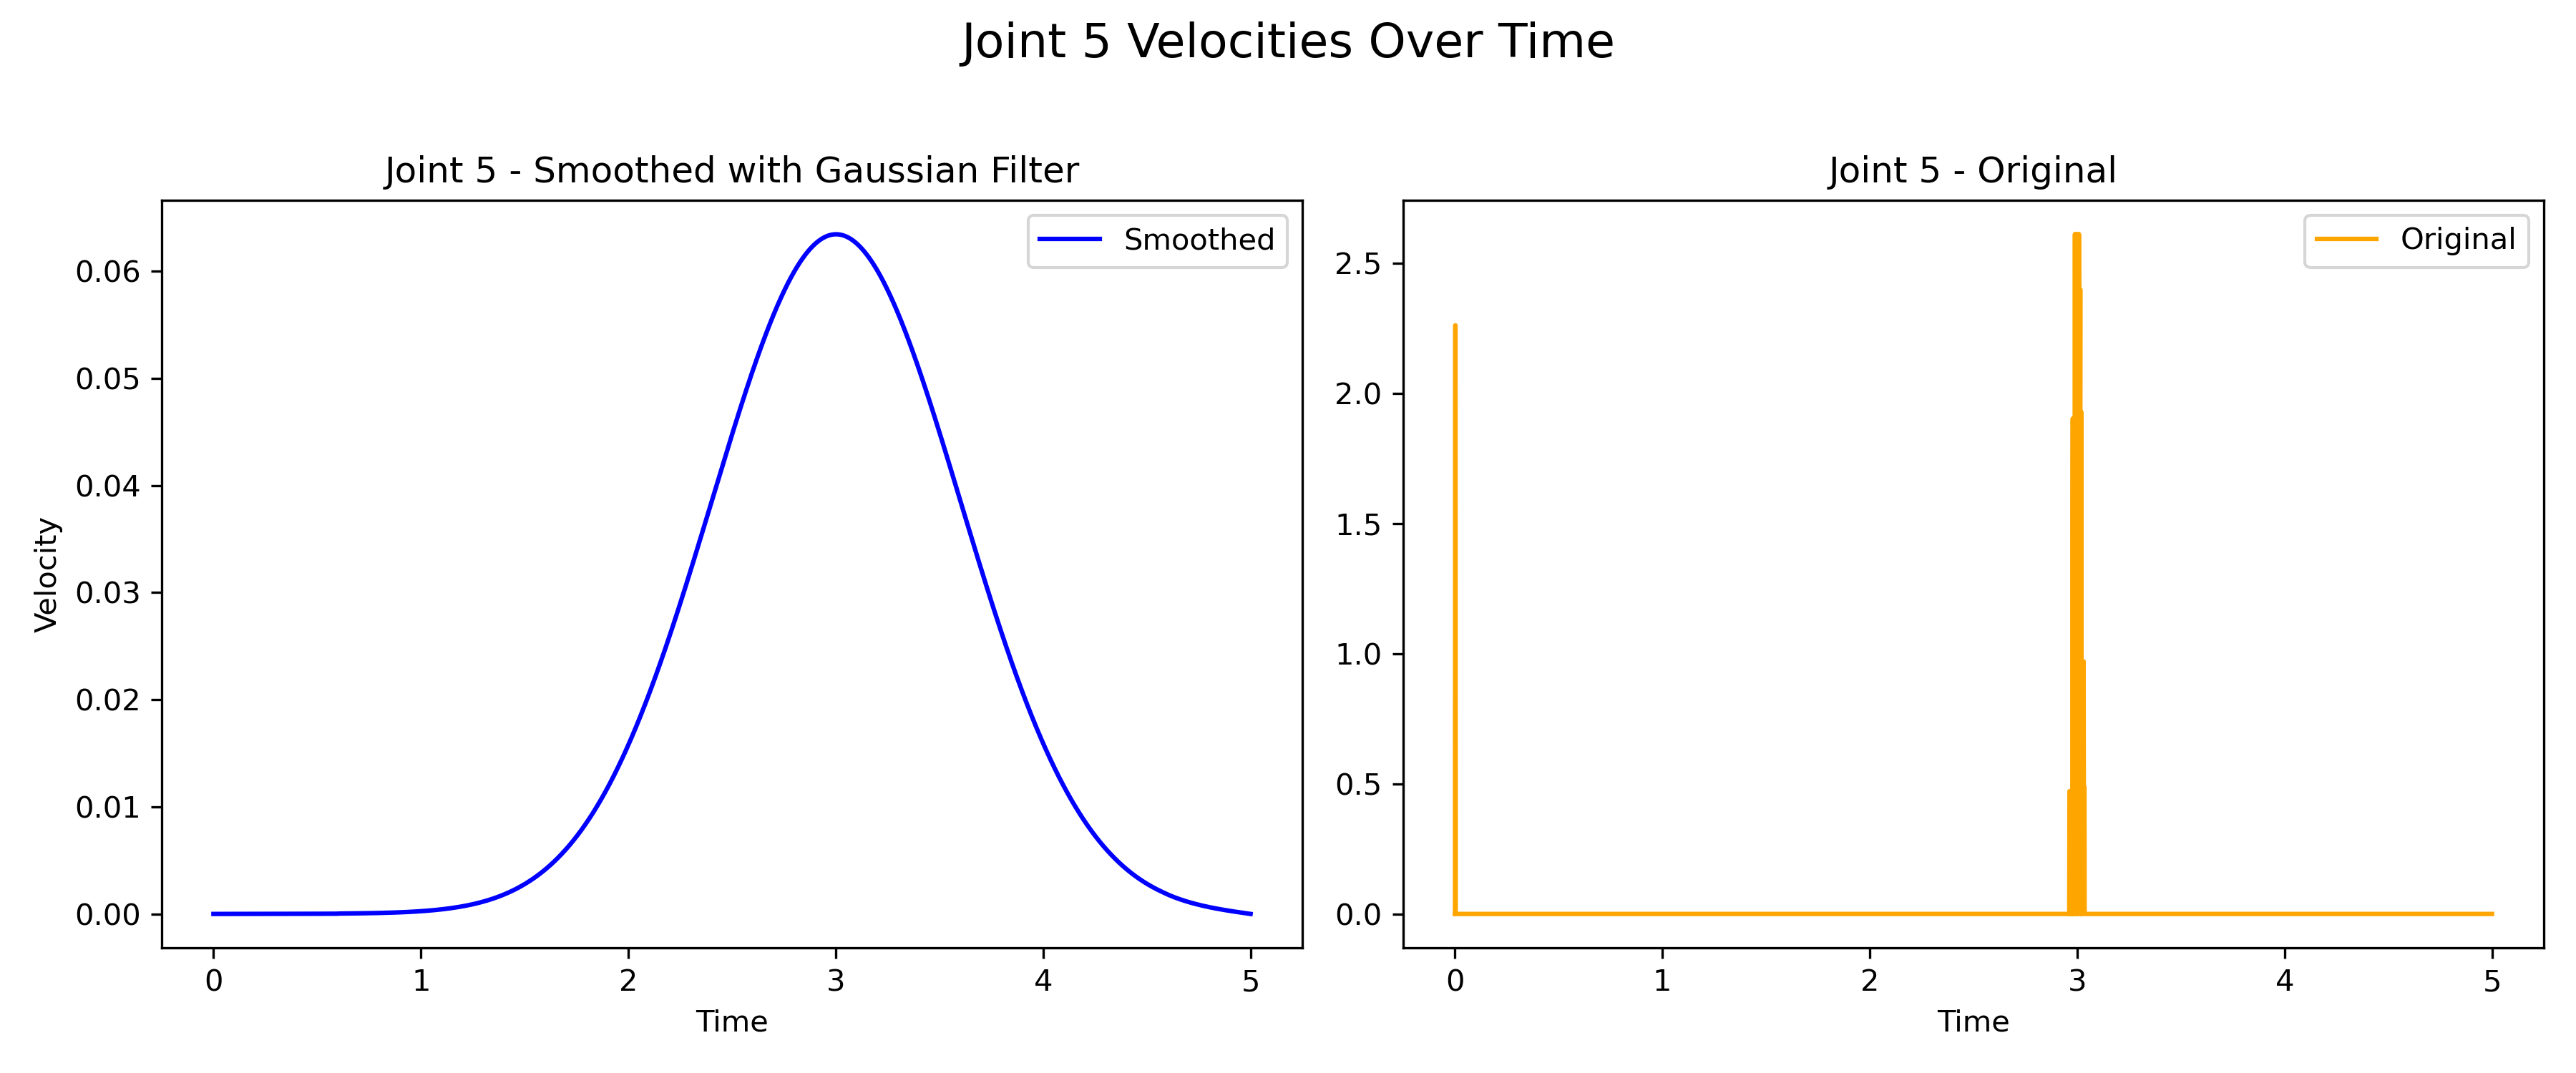 Joint 5 Velocities Over Time
Joint 5 - Smoothed with Gaussian Filter
Smoothed
0.06
0.05
0.04
0.03
0.02
0.01
0.00
Velocity
0 1 2 3 4 5
Time
Joint 5 - Original
Original
2.5
2.0
1.5
1.0
0.5
0.0
0 1 2 3 4 5
Time